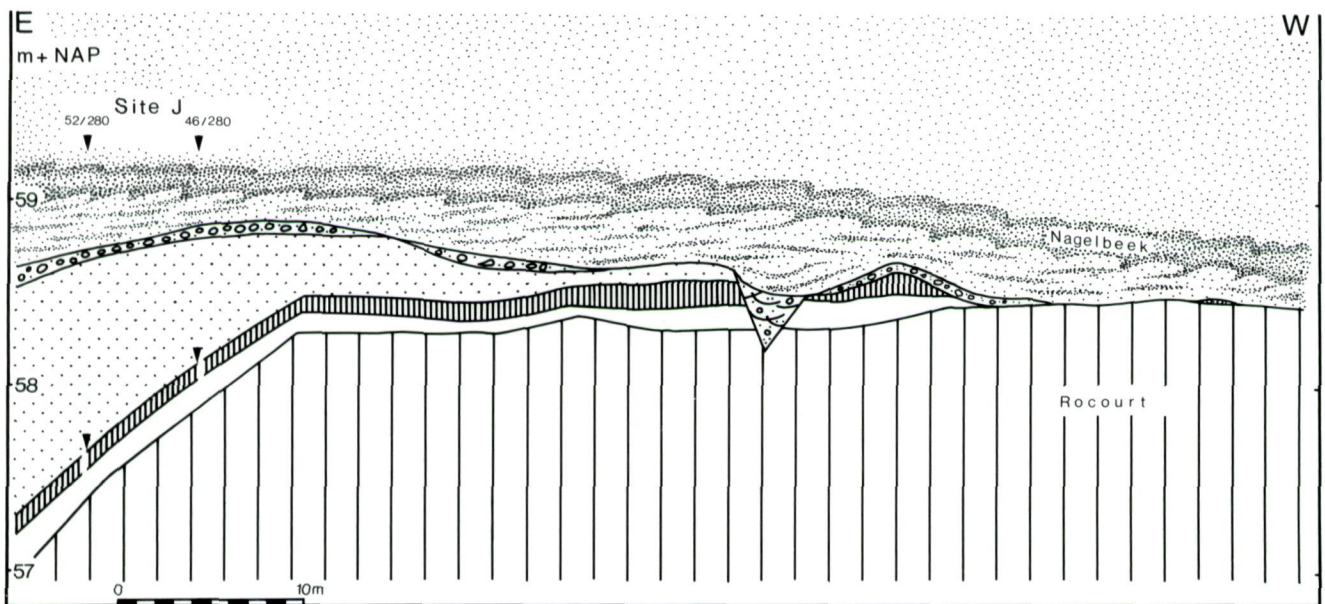 E W
m+ NAP
Site J
52/280 46/280
59
Nagelbeek
58
Rocourt
57
0 10m